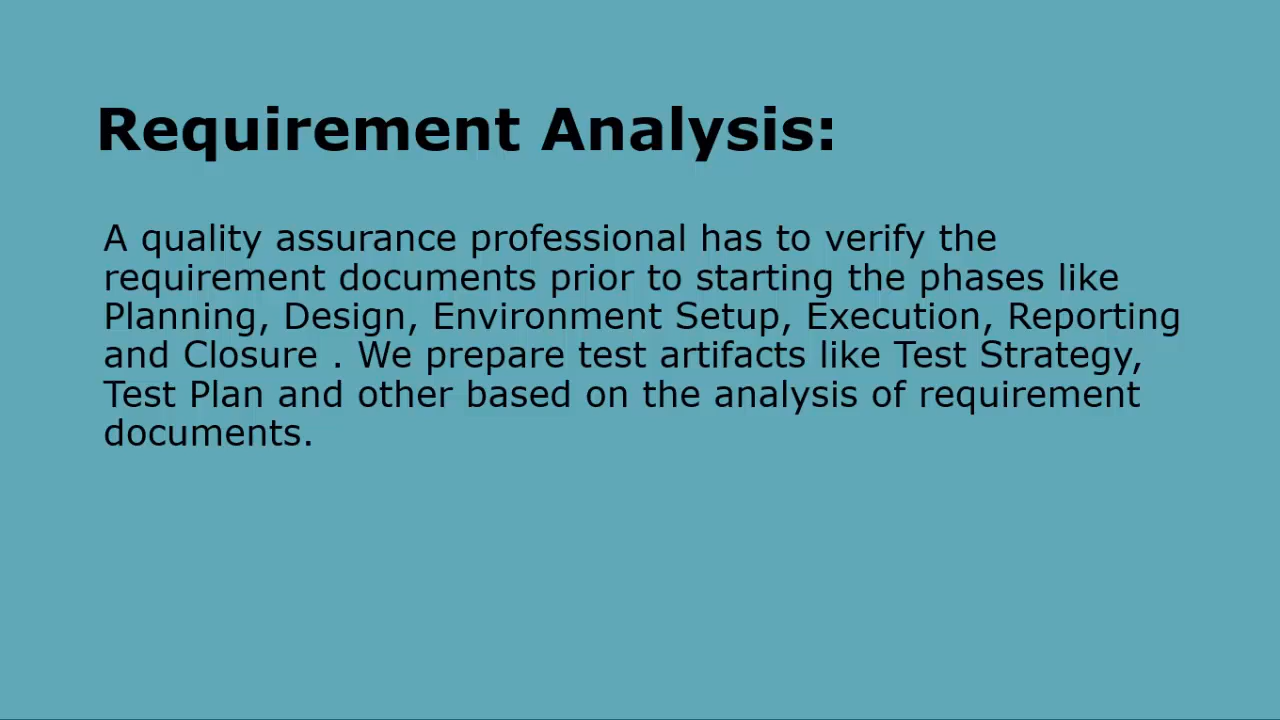 Requirement Analysis:
A quality assurance professional has to verify the
requirement documents prior to starting the phases like
Planning, Design, Environment Setup, Execution, Reporting
and Closure . We prepare test artifacts like Test Strategy,
Test Plan and other based on the analysis of requirement
documents.